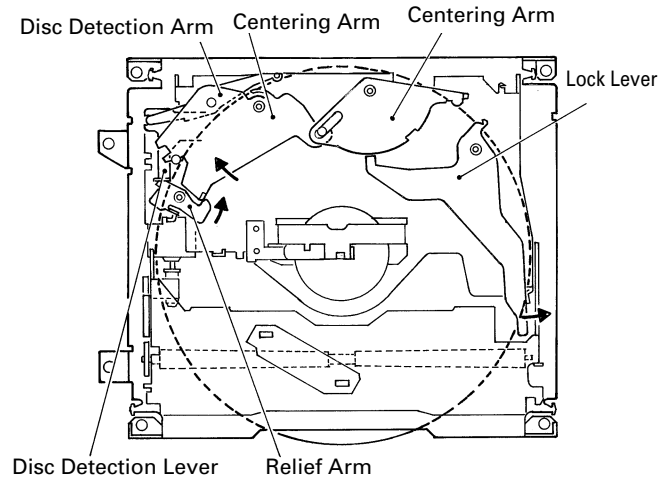 Disc Detection Arm
Centering Arm
Centering Arm
Lock Lever
Disc Detection Lever
Relief Arm